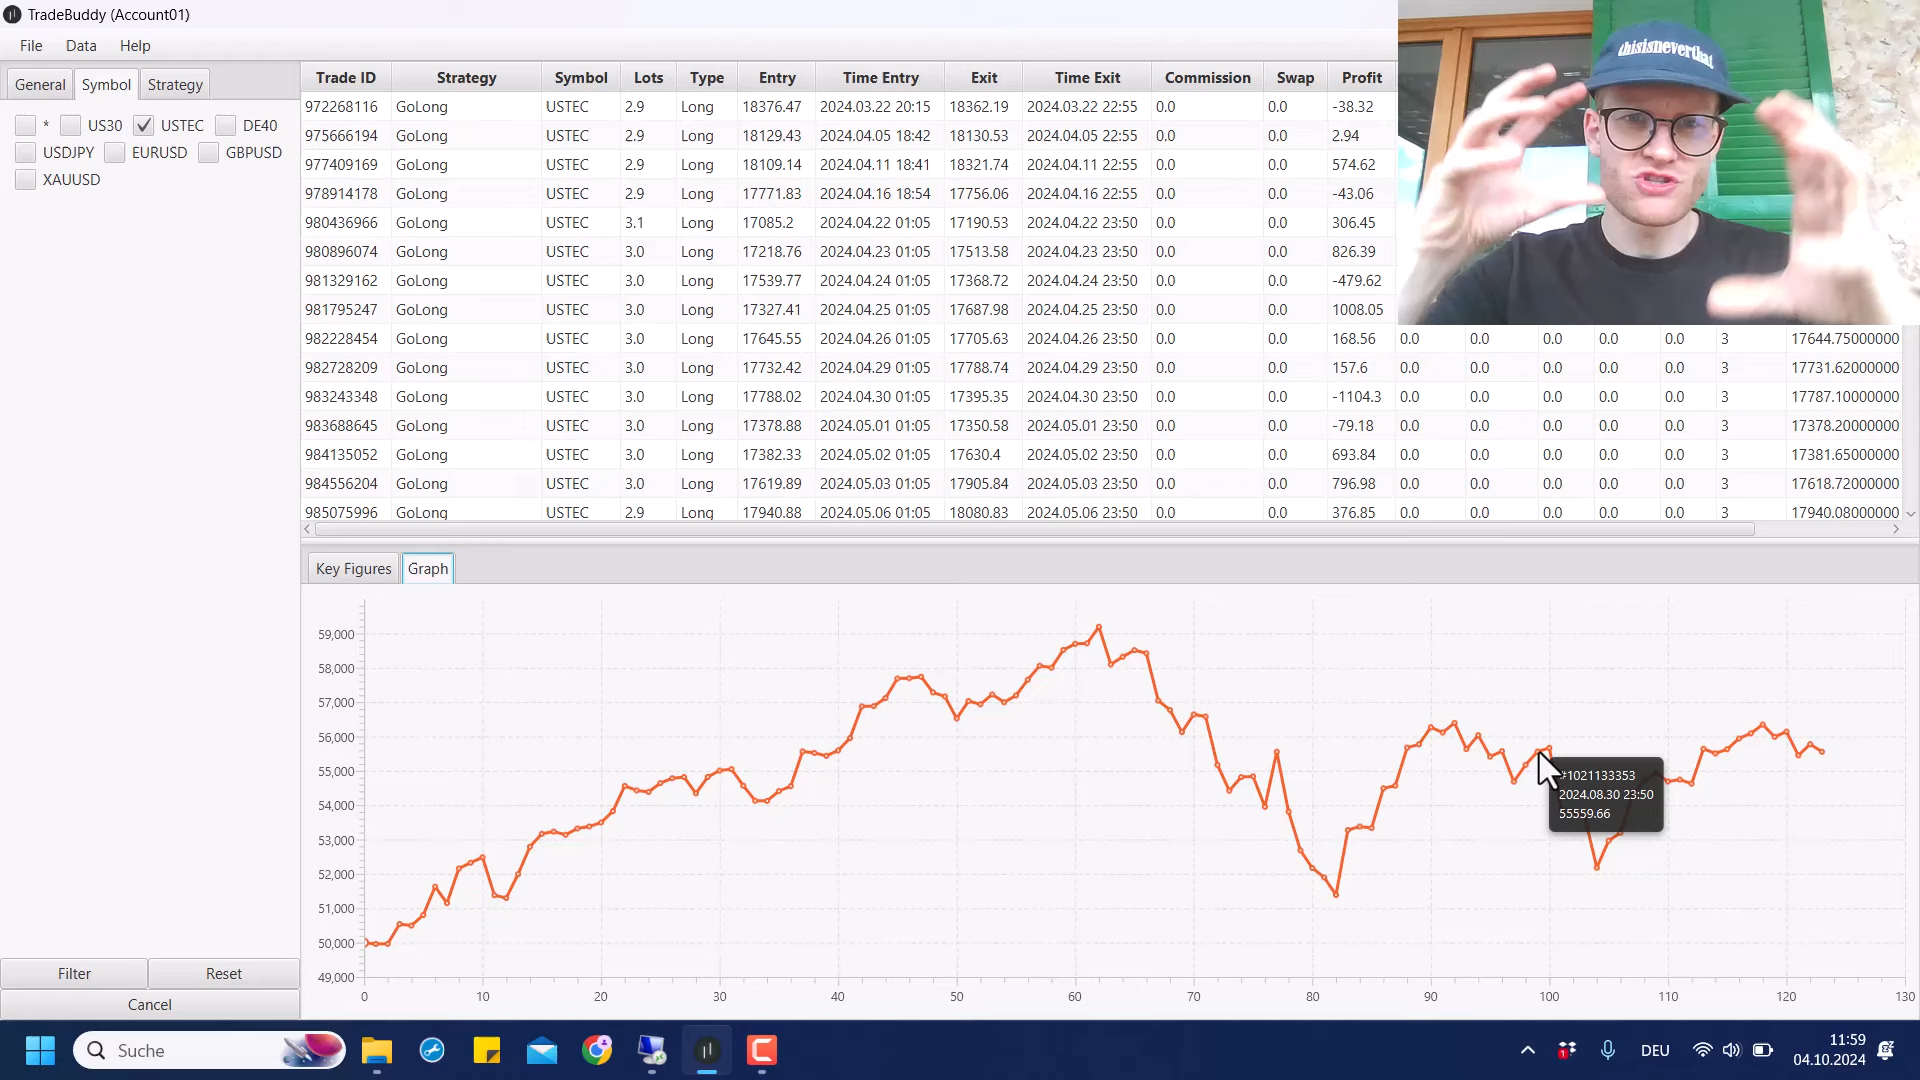 TradeBuddy (Account01)
File Data Help
General Symbol Strategy
* US30 USTEC DE40
USDJPY EURUSD GBPUSD
XAUUSD
Filter Reset
Cancel
Trade ID Strategy Symbol Lots Type Entry Time Entry Exit Time Exit Commission Swap Profit
972268116 GoLong USTEC 2.9 Long 18376.47 2024.03.22 20:15 18362.19 2024.03.22 22:55 0.0 0.0 -38.32
975666194 GoLong USTEC 2.9 Long 18129.43 2024.04.05 18:42 18130.53 2024.04.05 22:55 0.0 0.0 2.94
977409169 GoLong USTEC 2.9 Long 18109.14 2024.04.11 18:41 18321.74 2024.04.11 22:55 0.0 0.0 574.62
978914178 GoLong USTEC 2.9 Long 17771.83 2024.04.16 18:54 17756.06 2024.04.16 22:55 0.0 0.0 -43.06
980436966 GoLong USTEC 3.1 Long 17085.2 2024.04.22 01:05 17190.53 2024.04.22 23:50 0.0 0.0 306.45
980896074 GoLong USTEC 3.0 Long 17218.76 2024.04.23 01:05 17513.58 2024.04.23 23:50 0.0 0.0 826.39
981329162 GoLong USTEC 3.0 Long 17539.77 2024.04.24 01:05 17368.72 2024.04.24 23:50 0.0 0.0 -479.62
981795247 GoLong USTEC 3.0 Long 17327.41 2024.04.25 01:05 17687.98 2024.04.25 23:50 0.0 0.0 1008.05
982228454 GoLong USTEC 3.0 Long 17645.55 2024.04.26 01:05 17705.63 2024.04.26 23:50 0.0 0.0 168.56 0.0 0.0 0.0 0.0 0.0 3 17644.75000000
982728209 GoLong USTEC 3.0 Long 17732.42 2024.04.29 01:05 17788.74 2024.04.29 23:50 0.0 0.0 157.6 0.0 0.0 0.0 0.0 0.0 3 17731.62000000
983243348 GoLong USTEC 3.0 Long 17788.02 2024.04.30 01:05 17395.35 2024.04.30 23:50 0.0 0.0 -1104.3 0.0 0.0 0.0 0.0 0.0 3 17787.10000000
983688645 GoLong USTEC 3.0 Long 17378.88 2024.05.01 01:05 17350.58 2024.05.01 23:50 0.0 0.0 -79.18 0.0 0.0 0.0 0.0 0.0 3 17378.20000000
984135052 GoLong USTEC 3.0 Long 17382.33 2024.05.02 01:05 17630.4 2024.05.02 23:50 0.0 0.0 693.84 0.0 0.0 0.0 0.0 0.0 3 17381.65000000
984556204 GoLong USTEC 3.0 Long 17619.89 2024.05.03 01:05 17905.84 2024.05.03 23:50 0.0 0.0 796.98 0.0 0.0 0.0 0.0 0.0 3 17618.72000000
985075996 GoLong USTEC 2.9 Long 17940.88 2024.05.06 01:05 18080.83 2024.05.06 23:50 0.0 0.0 376.85 0.0 0.0 0.0 0.0 0.0 3 17940.08000000
thisisneverthat
Key Figures Graph
59,000
58,000
57,000
56,000
55,000
54,000
53,000
52,000
51,000
50,000
49,000
0 10 20 30 40 50 60 70 80 90 100 110 120 130
#1021133353
2024.08.30 23:50
55559.66
Suche
1
DEU
11:59
04.10.2024